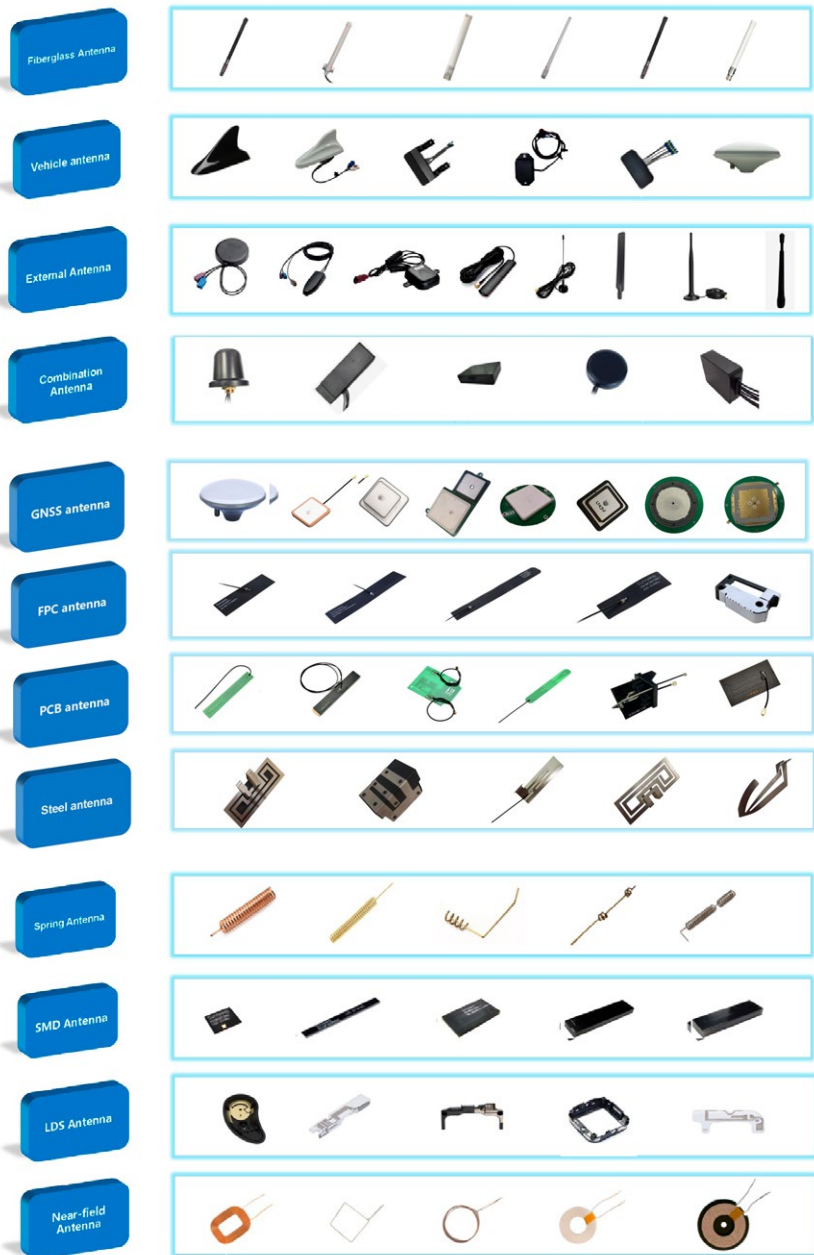 Fiberglass Antenna
Vehicle antenna
External Antenna
Combination
Antenna
GNSS antenna
FPC antenna
PCB antenna
Steel antenna
Spring Antenna
SMD Antenna
LDS Antenna
Near-field
Antenna